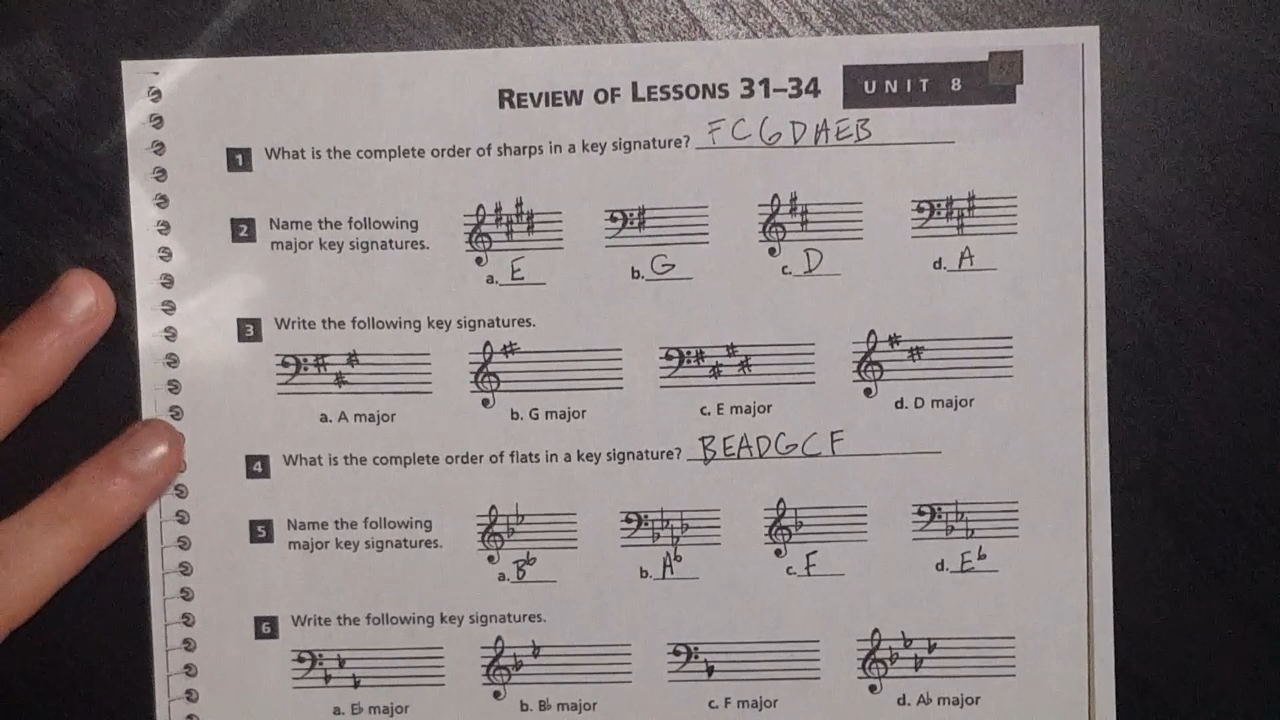 REVIEW OF LESSONS 31–34 UNIT 8
1 What is the complete order of sharps in a key signature? FCGDAEB
2 Name the following
major key signatures.
a. E b. G c. D d. A
3 Write the following key signatures.
a. A major b. G major c. E major d. D major
4 What is the complete order of flats in a key signature? BEADGCF
5 Name the following
major key signatures.
a. B♭ b. A♭ c. F d. E♭
6 Write the following key signatures.
a. E♭ major b. B♭ major c. F major d. A♭ major